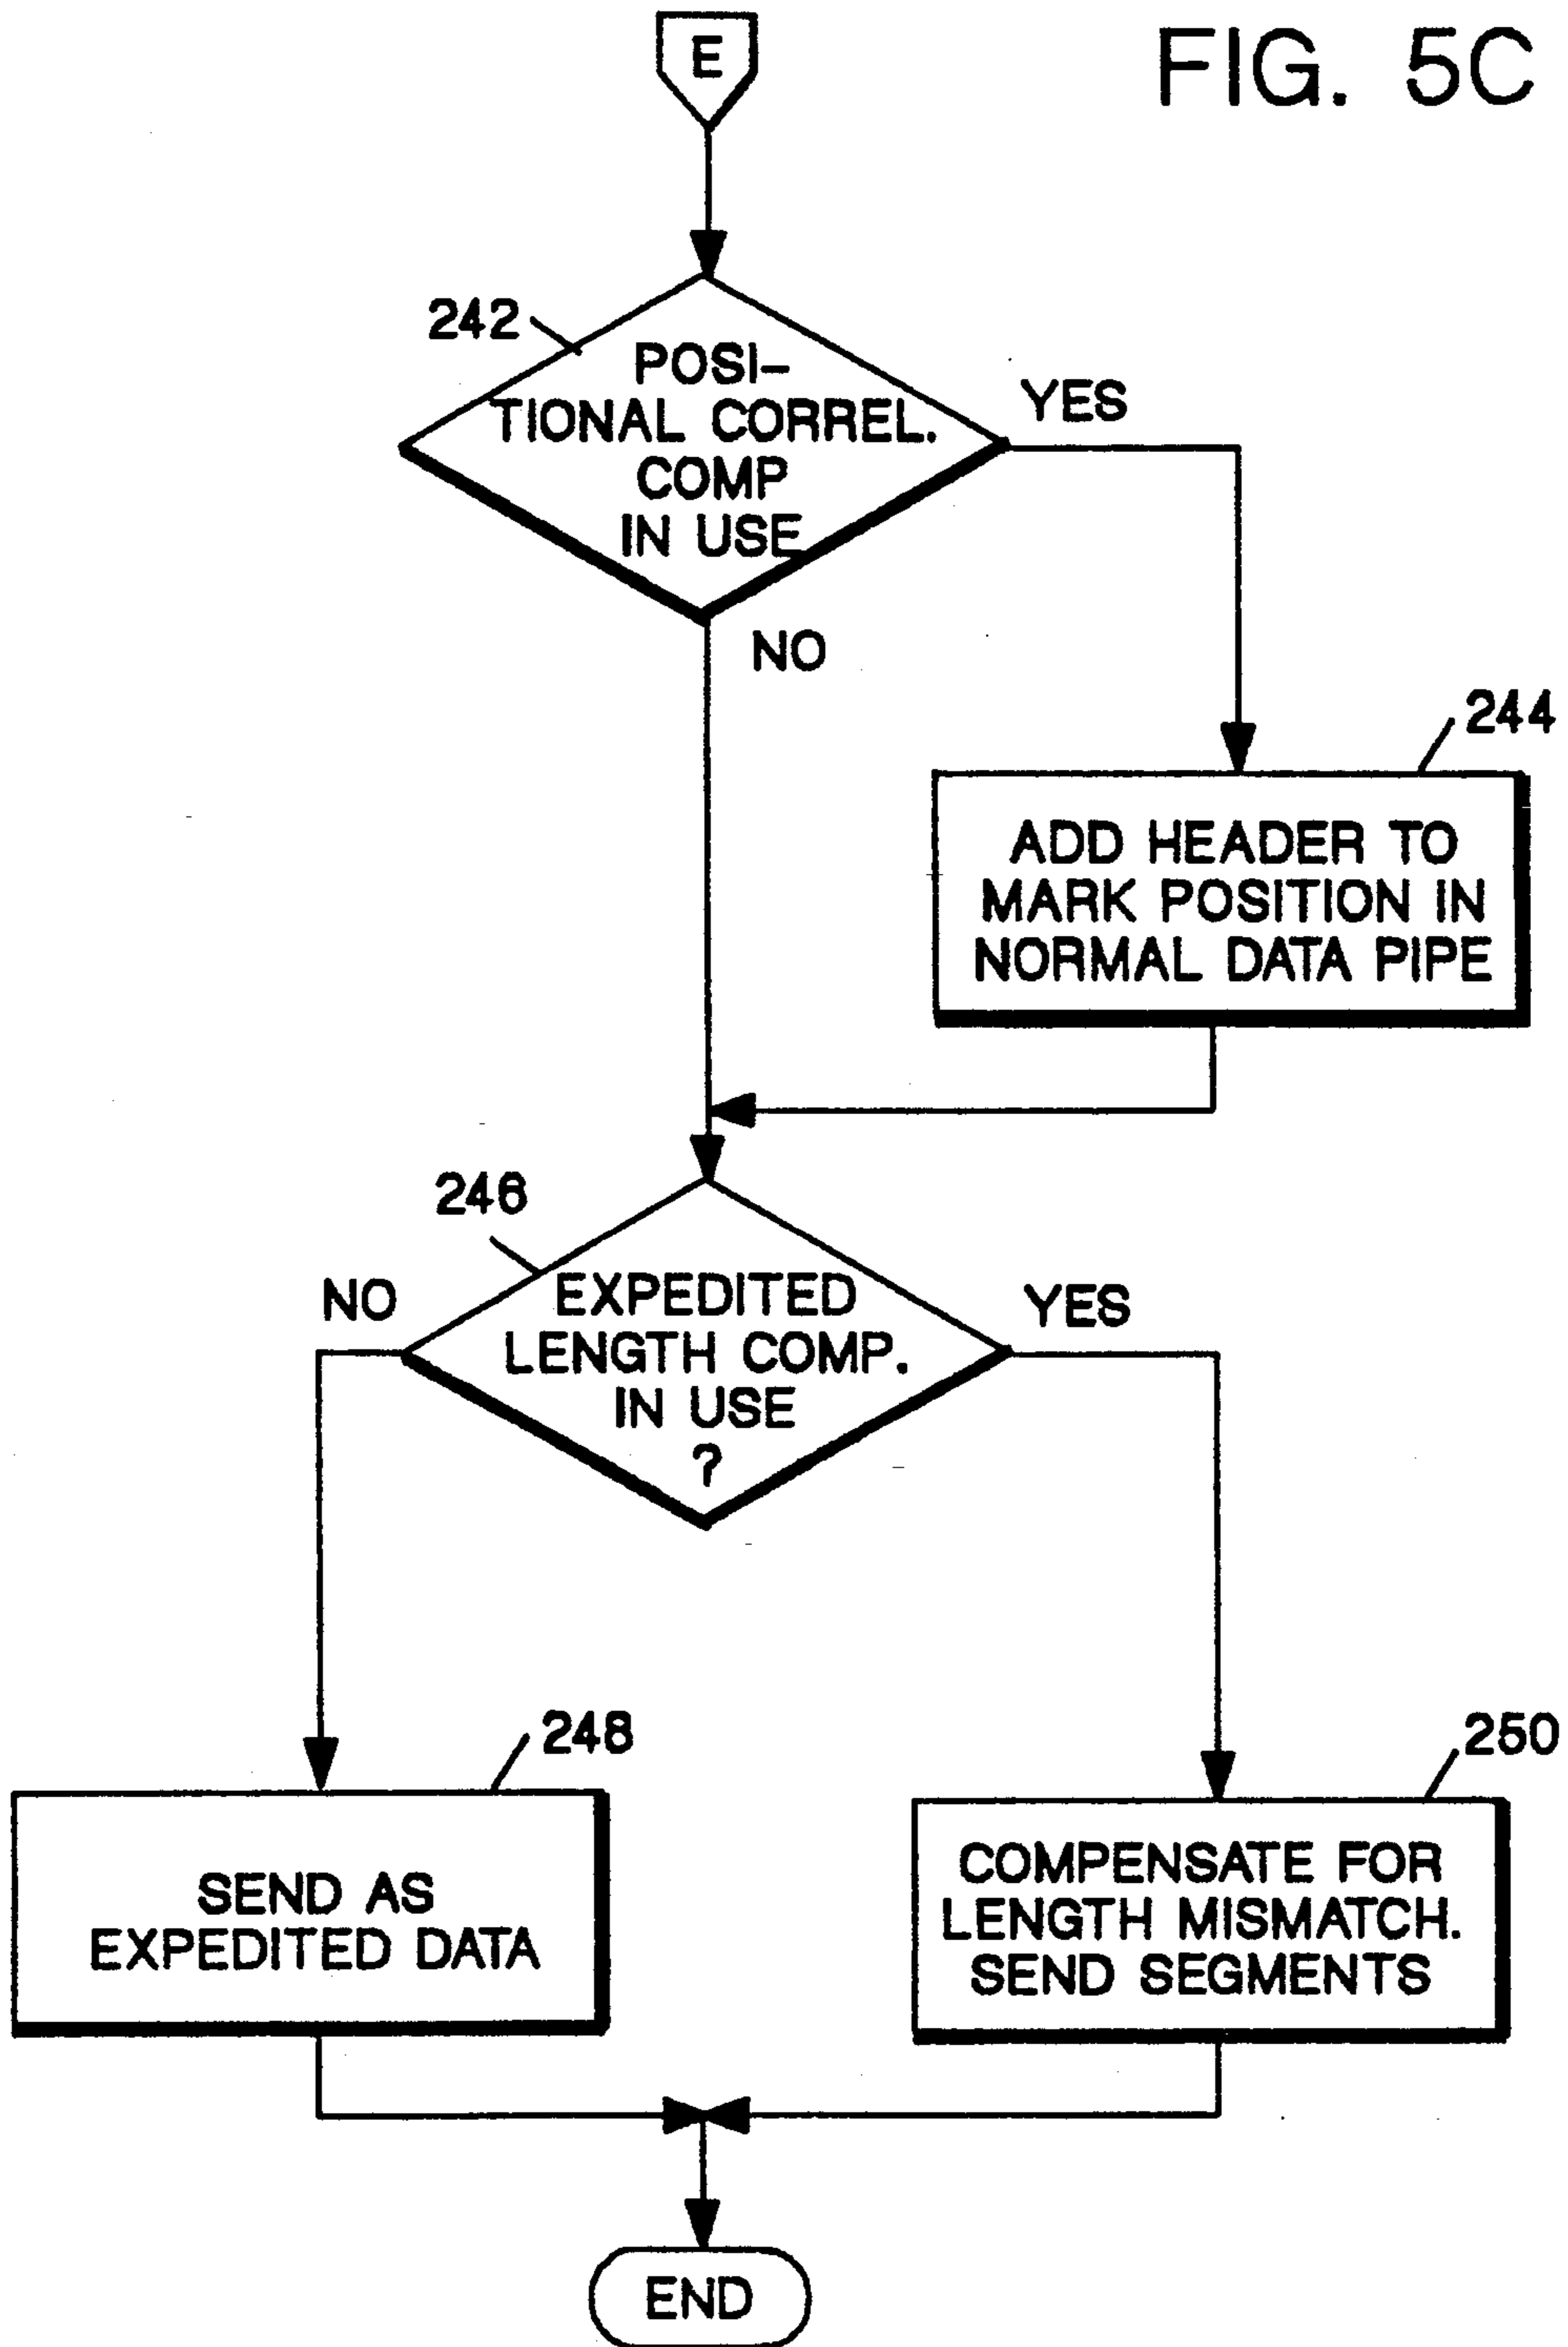 E
FIG. 5C
242
POSI-
TIONAL CORREL.
COMP
IN USE
YES
NO
244
ADD HEADER TO
MARK POSITION IN
NORMAL DATA PIPE
246
NO
EXPEDITED
LENGTH COMP.
IN USE
?
YES
248
SEND AS
EXPEDITED DATA
250
COMPENSATE FOR
LENGTH MISMATCH.
SEND SEGMENTS
END